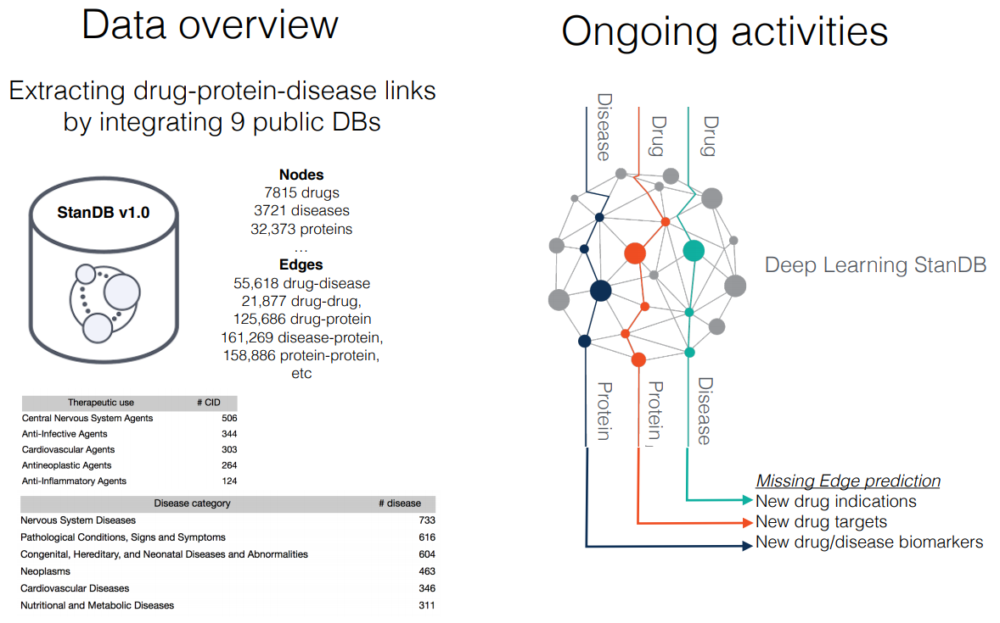 Data overview
Extracting drug-protein-disease links
by integrating 9 public DBs
StanDB v1.0
Nodes
7815 drugs
3721 diseases
32,373 proteins
...
Edges
55,618 drug-disease
21,877 drug-drug,
125,686 drug-protein
161,269 disease-protein,
158,886 protein-protein,
etc
Therapeutic use # CID
Central Nervous System Agents 506
Anti-Infective Agents 344
Cardiovascular Agents 303
Antineoplastic Agents 264
Anti-Inflammatory Agents 124
Disease category # disease
Nervous System Diseases 733
Pathological Conditions, Signs and Symptoms 616
Congenital, Hereditary, and Neonatal Diseases and Abnormalities 604
Neoplasms 463
Cardiovascular Diseases 346
Nutritional and Metabolic Diseases 311
Ongoing activities
Disease
Drug
Drug
Deep Learning StanDB
Protein
Protein,
Disease
Missing Edge prediction
New drug indications
New drug targets
New drug/disease biomarkers